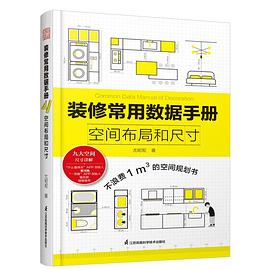 Common Data Manual of Decoration
装修常用数据手册
空间布局和尺寸
尤呢呢 著
九大空间
尺寸详解
不浪费1m³的空间规划书
江苏凤凰科学技术出版社
装修常用数据手册
空间布局和尺寸
尤呢呢 著